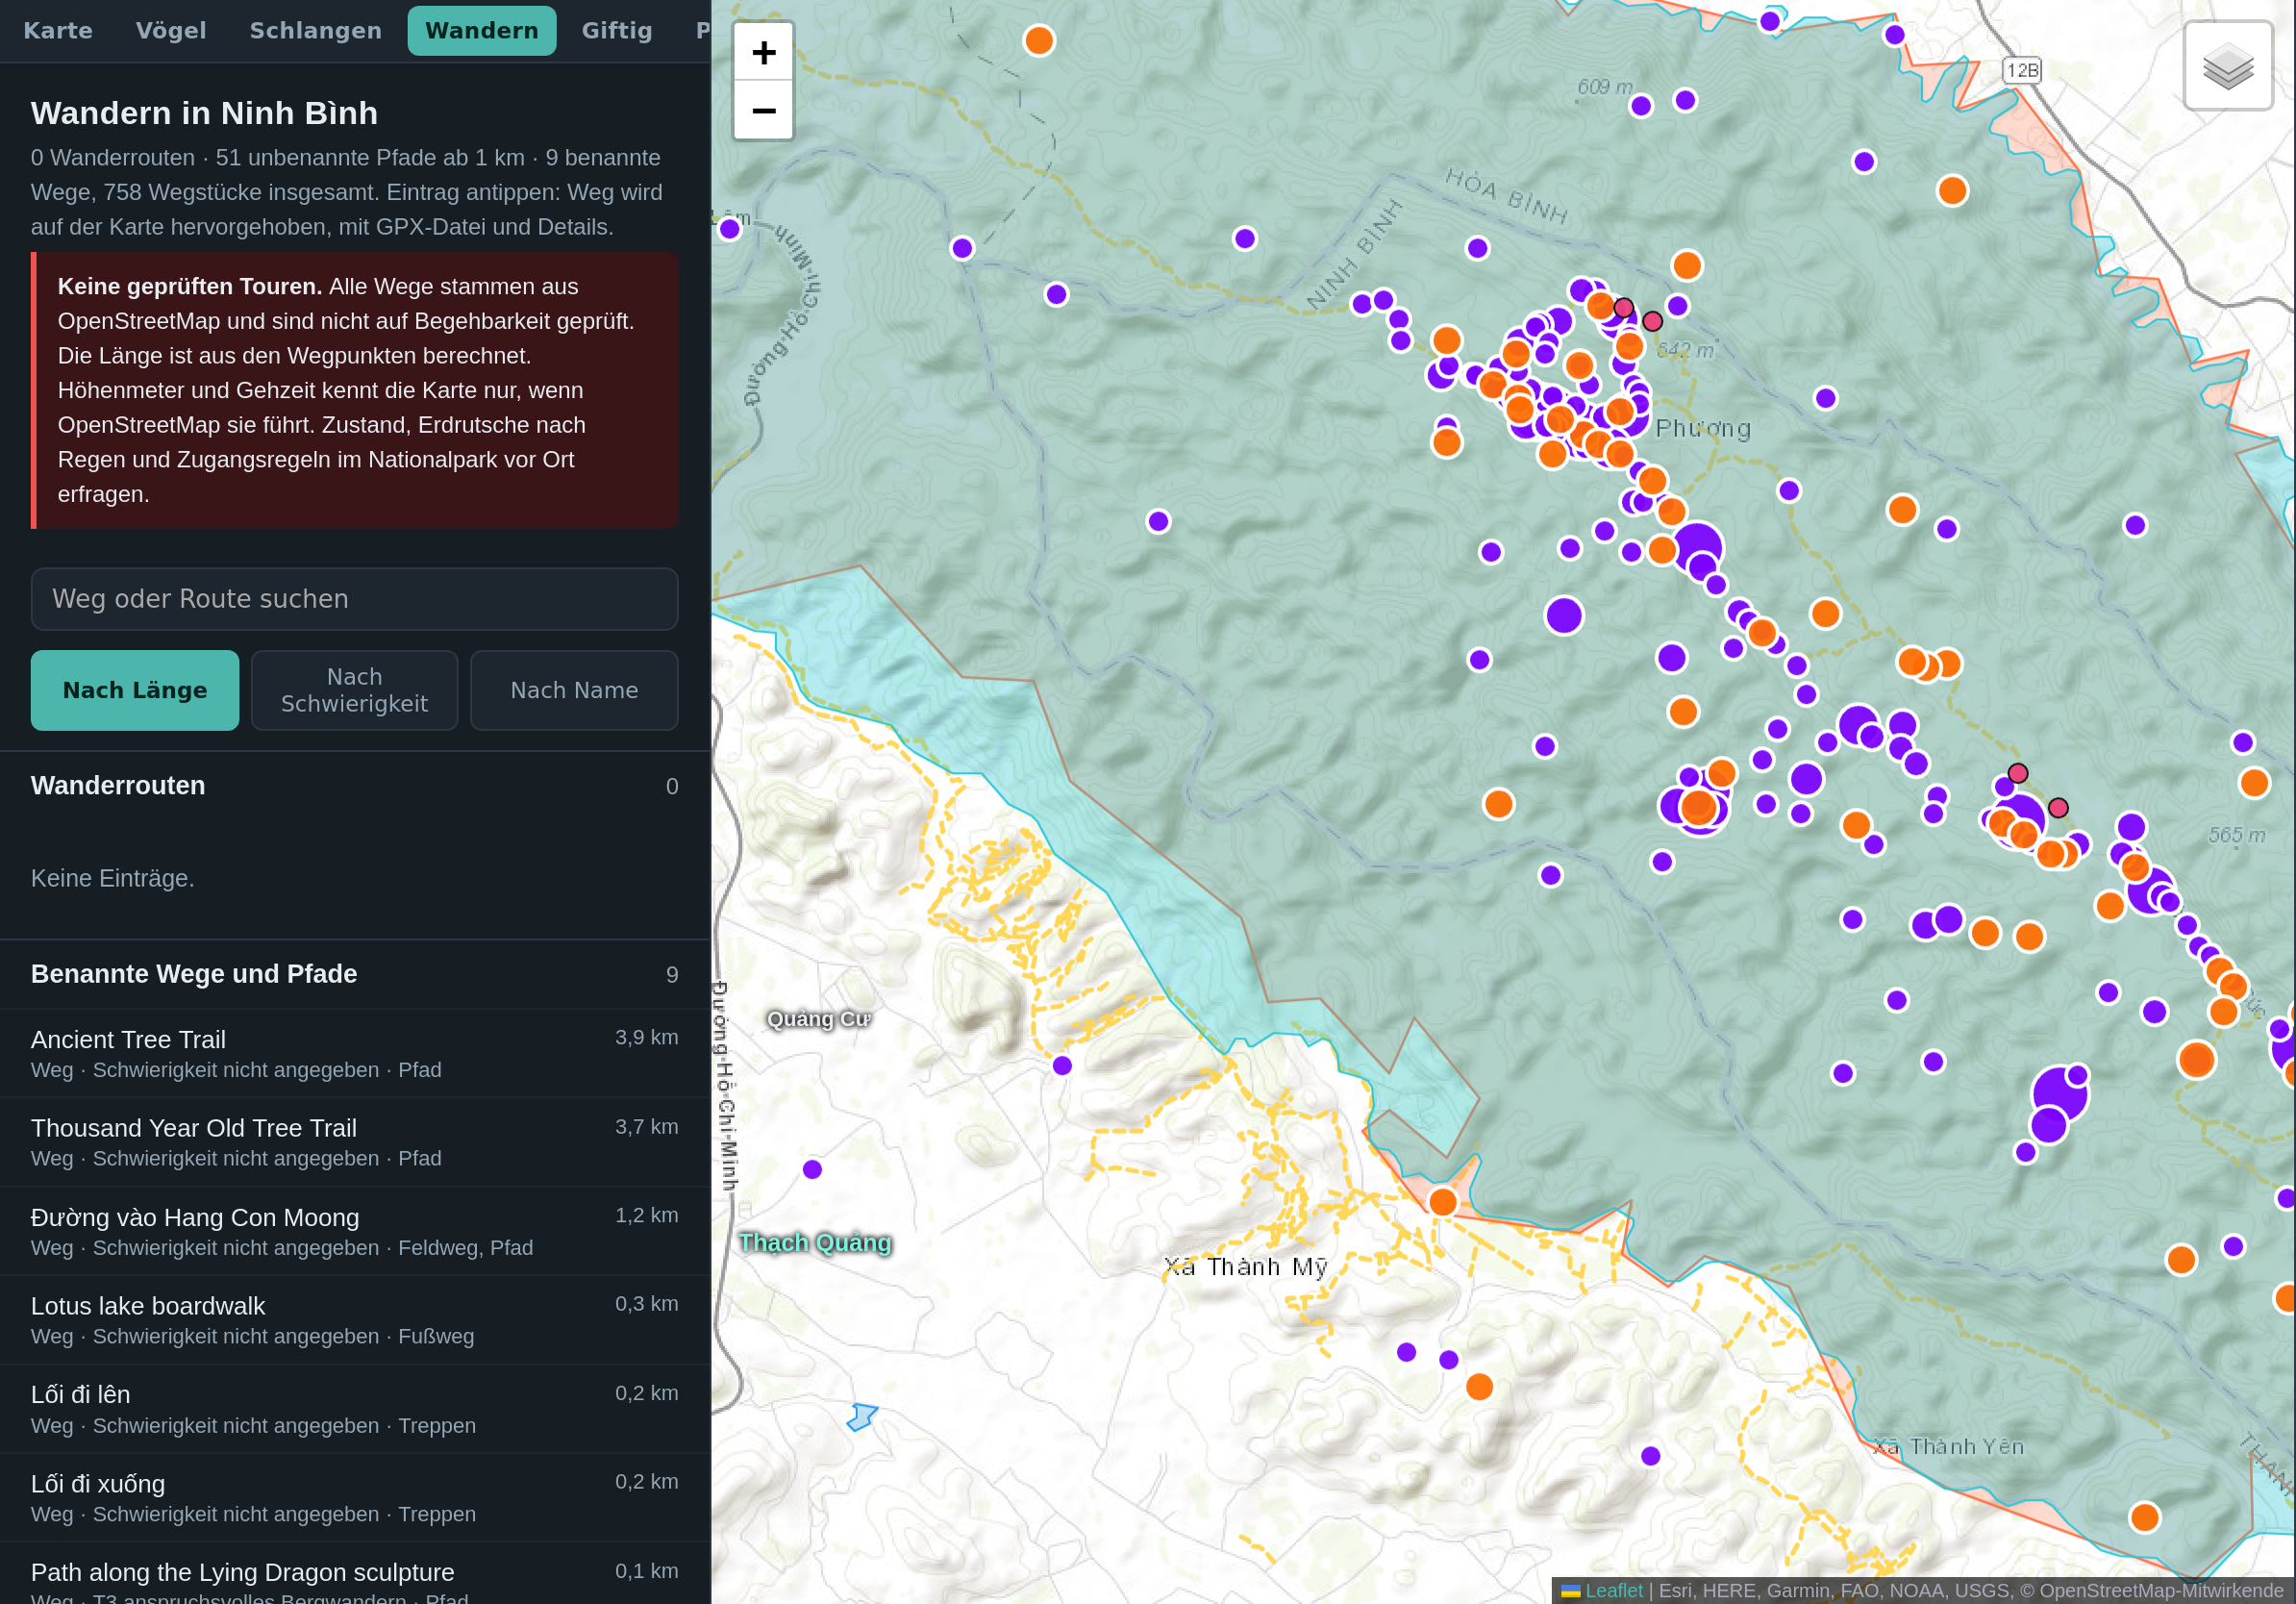 Karte Vögel Schlangen Wandern Giftig
Wandern in Ninh Bình
0 Wanderrouten · 51 unbenannte Pfade ab 1 km · 9 benannte
Wege, 758 Wegstücke insgesamt. Eintrag antippen: Weg wird
auf der Karte hervorgehoben, mit GPX-Datei und Details.
Keine geprüften Touren. Alle Wege stammen aus
OpenStreetMap und sind nicht auf Begehbarkeit geprüft.
Die Länge ist aus den Wegpunkten berechnet.
Höhenmeter und Gehzeit kennt die Karte nur, wenn
OpenStreetMap sie führt. Zustand, Erdrutsche nach
Regen und Zugangsregeln im Nationalpark vor Ort
erfragen.
Weg oder Route suchen
Nach Länge
Nach
Schwierigkeit
Nach Name
Wanderrouten 0
Keine Einträge.
Benannte Wege und Pfade 9
Ancient Tree Trail 3,9 km
Weg · Schwierigkeit nicht angegeben · Pfad
Thousand Year Old Tree Trail 3,7 km
Weg · Schwierigkeit nicht angegeben · Pfad
Đường vào Hang Con Moong 1,2 km
Weg · Schwierigkeit nicht angegeben · Feldweg, Pfad
Lotus lake boardwalk 0,3 km
Weg · Schwierigkeit nicht angegeben · Fußweg
Lối đi lên 0,2 km
Weg · Schwierigkeit nicht angegeben · Treppen
Lối đi xuống 0,2 km
Weg · Schwierigkeit nicht angegeben · Treppen
Path along the Lying Dragon sculpture 0,1 km
Weg · T3 anspruchsvolles Bergwandern · Pfad
+
−
12B
609 m
HÒA BÌNH
NINH BÌNH
Đường Hồ Chí Minh
642 m
Phương
565 m
Quảng Cư
Đường Hồ Chí Minh
Thạch Quảng
Xã Thành Mỹ
Xã Thành Yên
Leaflet | Esri, HERE, Garmin, FAO, NOAA, USGS, © OpenStreetMap-Mitwirkende